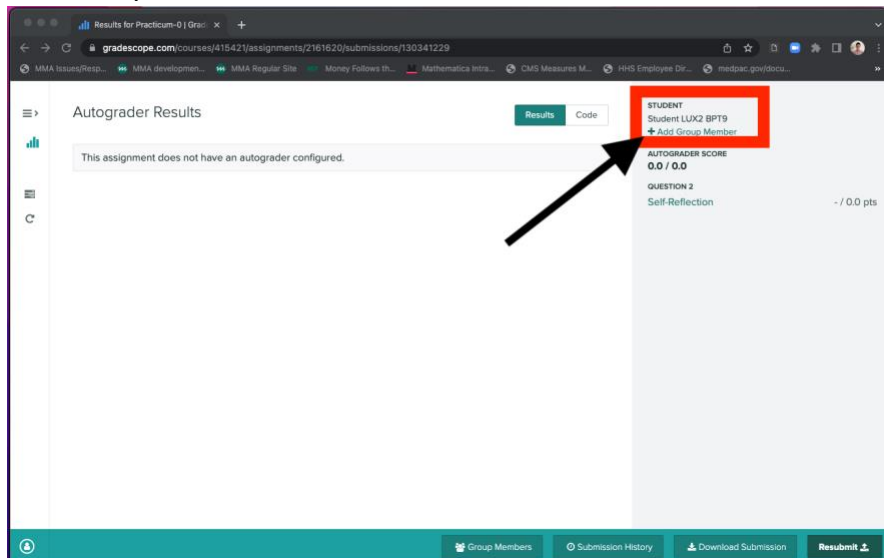 Results for Practicum-0 | Grad
gradescope.com/courses/415421/assignments/2161620/submissions/130341229
MMA Issues/Resp... MMA developmen... MMA Regular Site Money Follows th... Mathematica Intra... CMS Measures M... HHS Employee Dir... medpac.gov/docu... »
Autograder Results
Results Code
This assignment does not have an autograder configured.
STUDENT
Student LUX2 BPT9
+ Add Group Member
AUTOGRADER SCORE
0.0 / 0.0
QUESTION 2
Self-Reflection - / 0.0 pts
Group Members Submission History Download Submission Resubmit